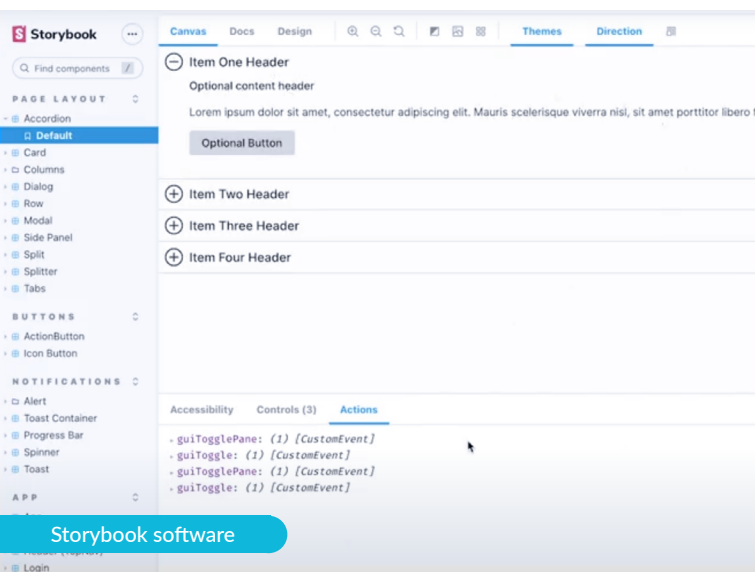 Storybook
Find components /
PAGE LAYOUT
Accordion
Default
Card
Columns
Dialog
Row
Modal
Side Panel
Split
Splitter
Tabs
BUTTONS
ActionButton
Icon Button
NOTIFICATIONS
Alert
Toast Container
Progress Bar
Spinner
Toast
APP
Login
Canvas Docs Design Themes Direction
Item One Header
Optional content header
Lorem ipsum dolor sit amet, consectetur adipiscing elit. Mauris scelerisque viverra nisl, sit amet porttitor libero
Optional Button
Item Two Header
Item Three Header
Item Four Header
Accessibility Controls (3) Actions
guiTogglePane: (1) [CustomEvent]
guiToggle: (1) [CustomEvent]
guiTogglePane: (1) [CustomEvent]
guiToggle: (1) [CustomEvent]
Storybook software